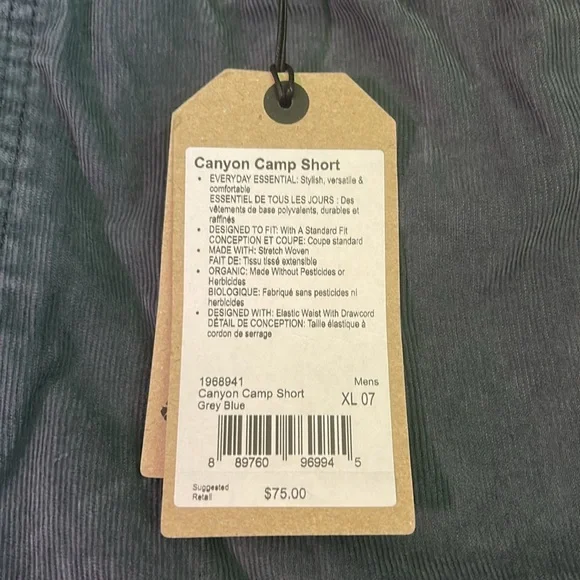 Canyon Camp Short
• EVERYDAY ESSENTIAL: Stylish, versatile &
comfortable
ESSENTIEL DE TOUS LES JOURS : Des
vêtements de base polyvalents, durables et
raffinés
• DESIGNED TO FIT: With A Standard Fit
CONCEPTION ET COUPE: Coupe standard
• MADE WITH: Stretch Woven
FAIT DE: Tissu tissé extensible
• ORGANIC: Made Without Pesticides or
Herbicides
BIOLOGIQUE: Fabriqué sans pesticides ni
herbicides
• DESIGNED WITH: Elastic Waist With Drawcord
DÉTAIL DE CONCEPTION: Taille élastique à
cordon de serrage
1968941 Mens
Canyon Camp Short XL 07
Grey Blue
8 89760 96994 5
Suggested
Retail $75.00